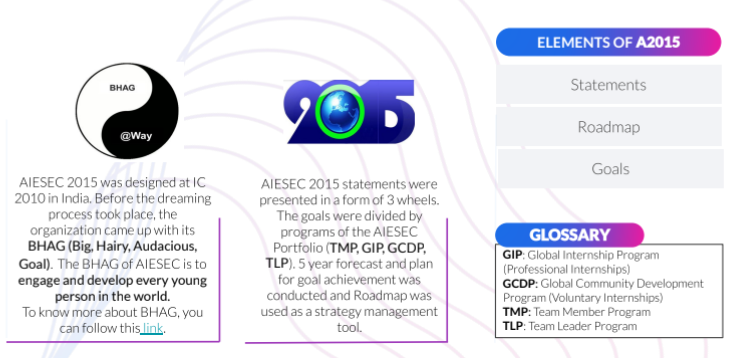 BHAG
@Way
AIESEC 2015 was designed at IC
2010 in India. Before the dreaming
process took place, the
organization came up with its
BHAG (Big, Hairy, Audacious,
Goal). The BHAG of AIESEC is to
engage and develop every young
person in the world.
To know more about BHAG, you
can follow this link.
2015
AIESEC 2015 statements were
presented in a form of 3 wheels.
The goals were divided by
programs of the AIESEC
Portfolio (TMP, GIP, GCDP,
TLP). 5 year forecast and plan
for goal achievement was
conducted and Roadmap was
used as a strategy management
tool.
ELEMENTS OF A2015
Statements
Roadmap
Goals
GLOSSARY
GIP: Global Internship Program
(Professional Internships)
GCDP: Global Community Development
Program (Voluntary Internships)
TMP: Team Member Program
TLP: Team Leader Program